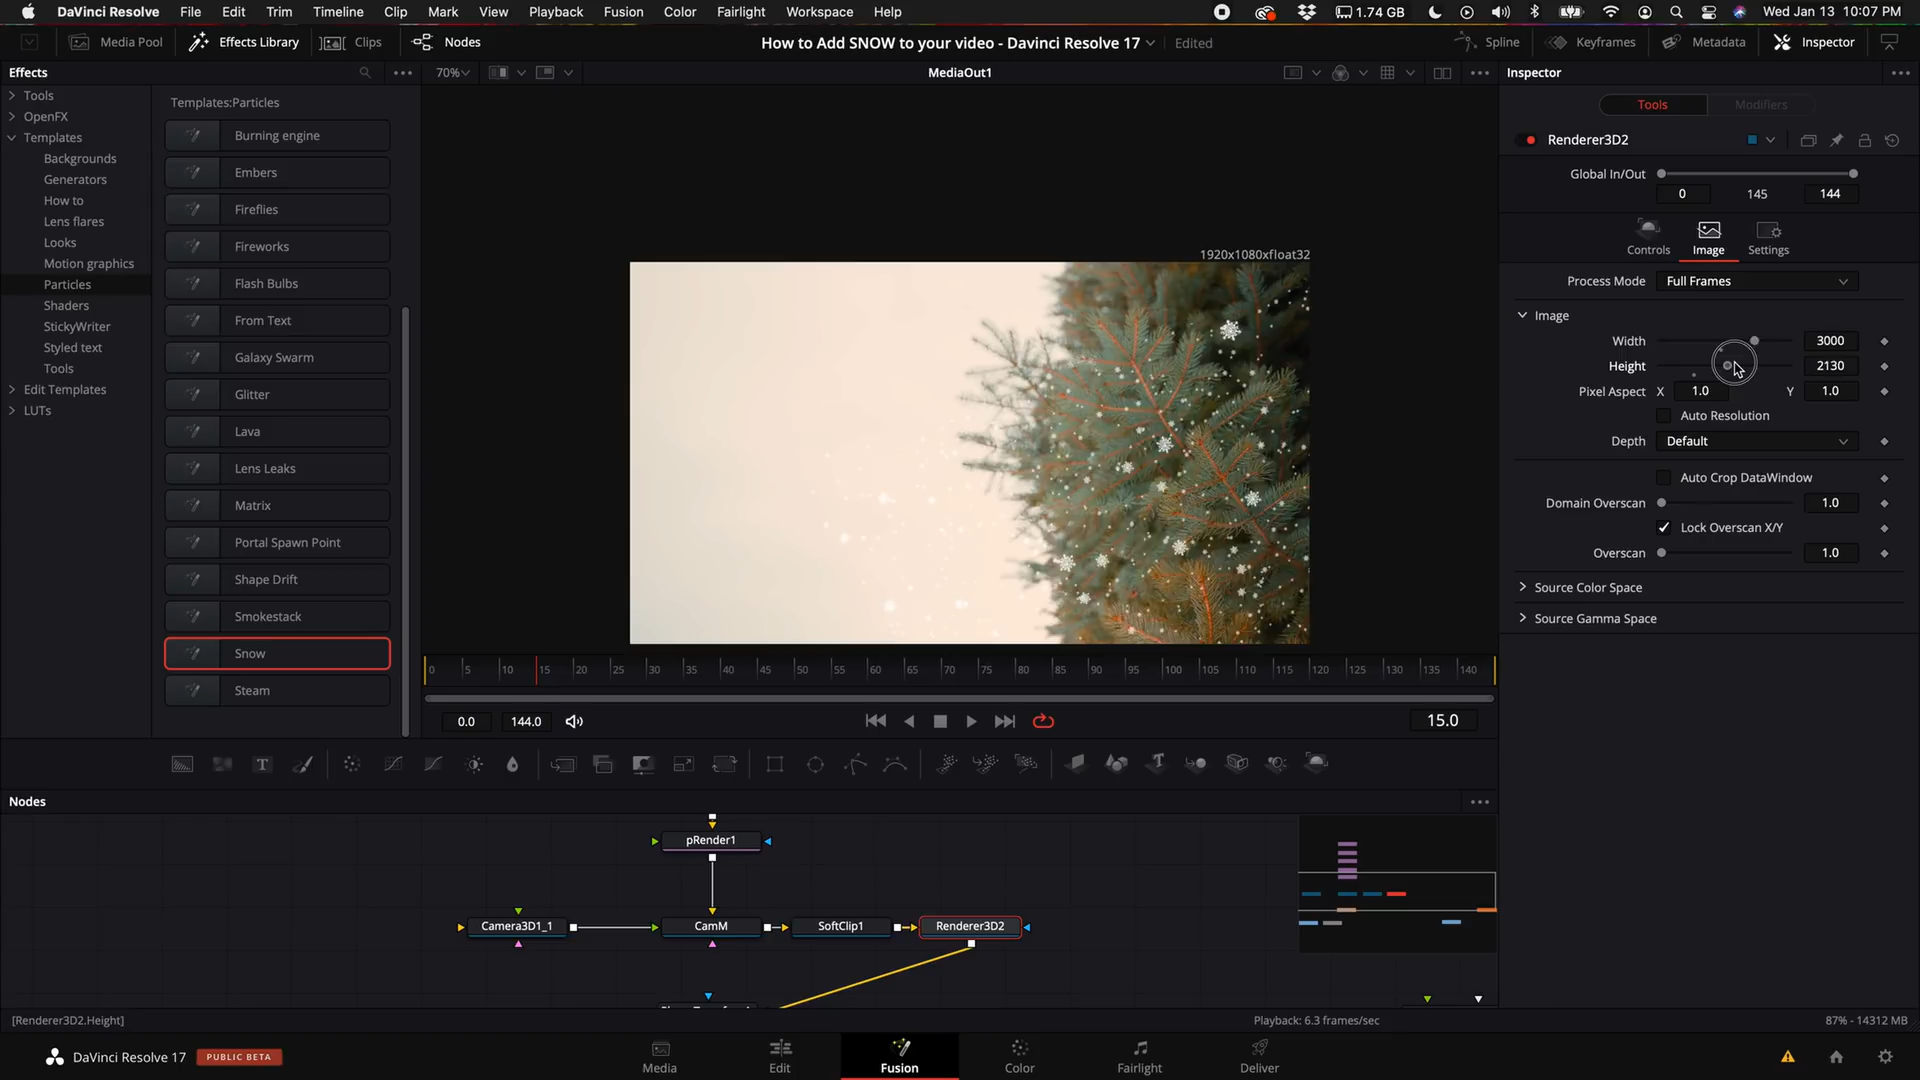 DaVinci Resolve File Edit Trim Timeline Clip Mark View Playback Fusion Color Fairlight Workspace Help 1.74 GB Wed Jan 13 10:07 PM
Media Pool Effects Library Clips Nodes How to Add SNOW to your video - Davinci Resolve 17 Edited Spline Keyframes Metadata Inspector
Effects 70% MediaOut1 Inspector
Tools
OpenFX
Templates
Backgrounds
Generators
How to
Lens flares
Looks
Motion graphics
Particles
Shaders
StickyWriter
Styled text
Tools
Edit Templates
LUTs
Templates:Particles
Burning engine
Embers
Fireflies
Fireworks
Flash Bulbs
From Text
Galaxy Swarm
Glitter
Lava
Lens Leaks
Matrix
Portal Spawn Point
Shape Drift
Smokestack
Snow
Steam
1920x1080xfloat32
0 5 10 15 20 25 30 35 40 45 50 55 60 65 70 75 80 85 90 95 100 105 110 115 120 125 130 135 140
0.0 144.0 15.0
Tools Modifiers
Renderer3D2
Global In/Out
0 145 144
Controls Image Settings
Process Mode Full Frames
Image
Width 3000
Height 2130
Pixel Aspect X 1.0 Y 1.0
Auto Resolution
Depth Default
Auto Crop DataWindow
Domain Overscan 1.0
Lock Overscan X/Y
Overscan 1.0
Source Color Space
Source Gamma Space
T T
Nodes
pRender1
Camera3D1_1 CamM SoftClip1 Renderer3D2
[Renderer3D2.Height] Playback: 6.3 frames/sec 87% - 14312 MB
DaVinci Resolve 17 PUBLIC BETA Media Edit Fusion Color Fairlight Deliver